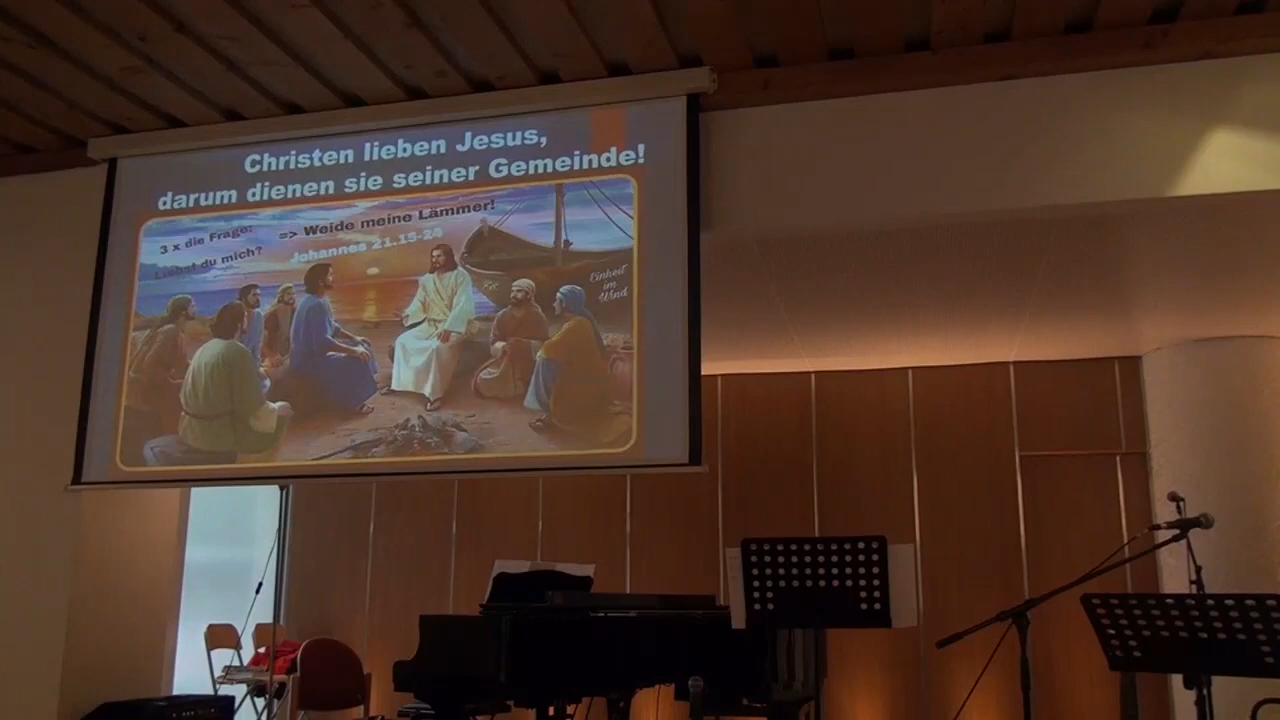 Christen lieben Jesus,
darum dienen sie seiner Gemeinde!
3 x die Frage:
Liebst du mich?
=> Weide meine Lämmer!
Johannes 21.15-24
Einheit
im
Wind